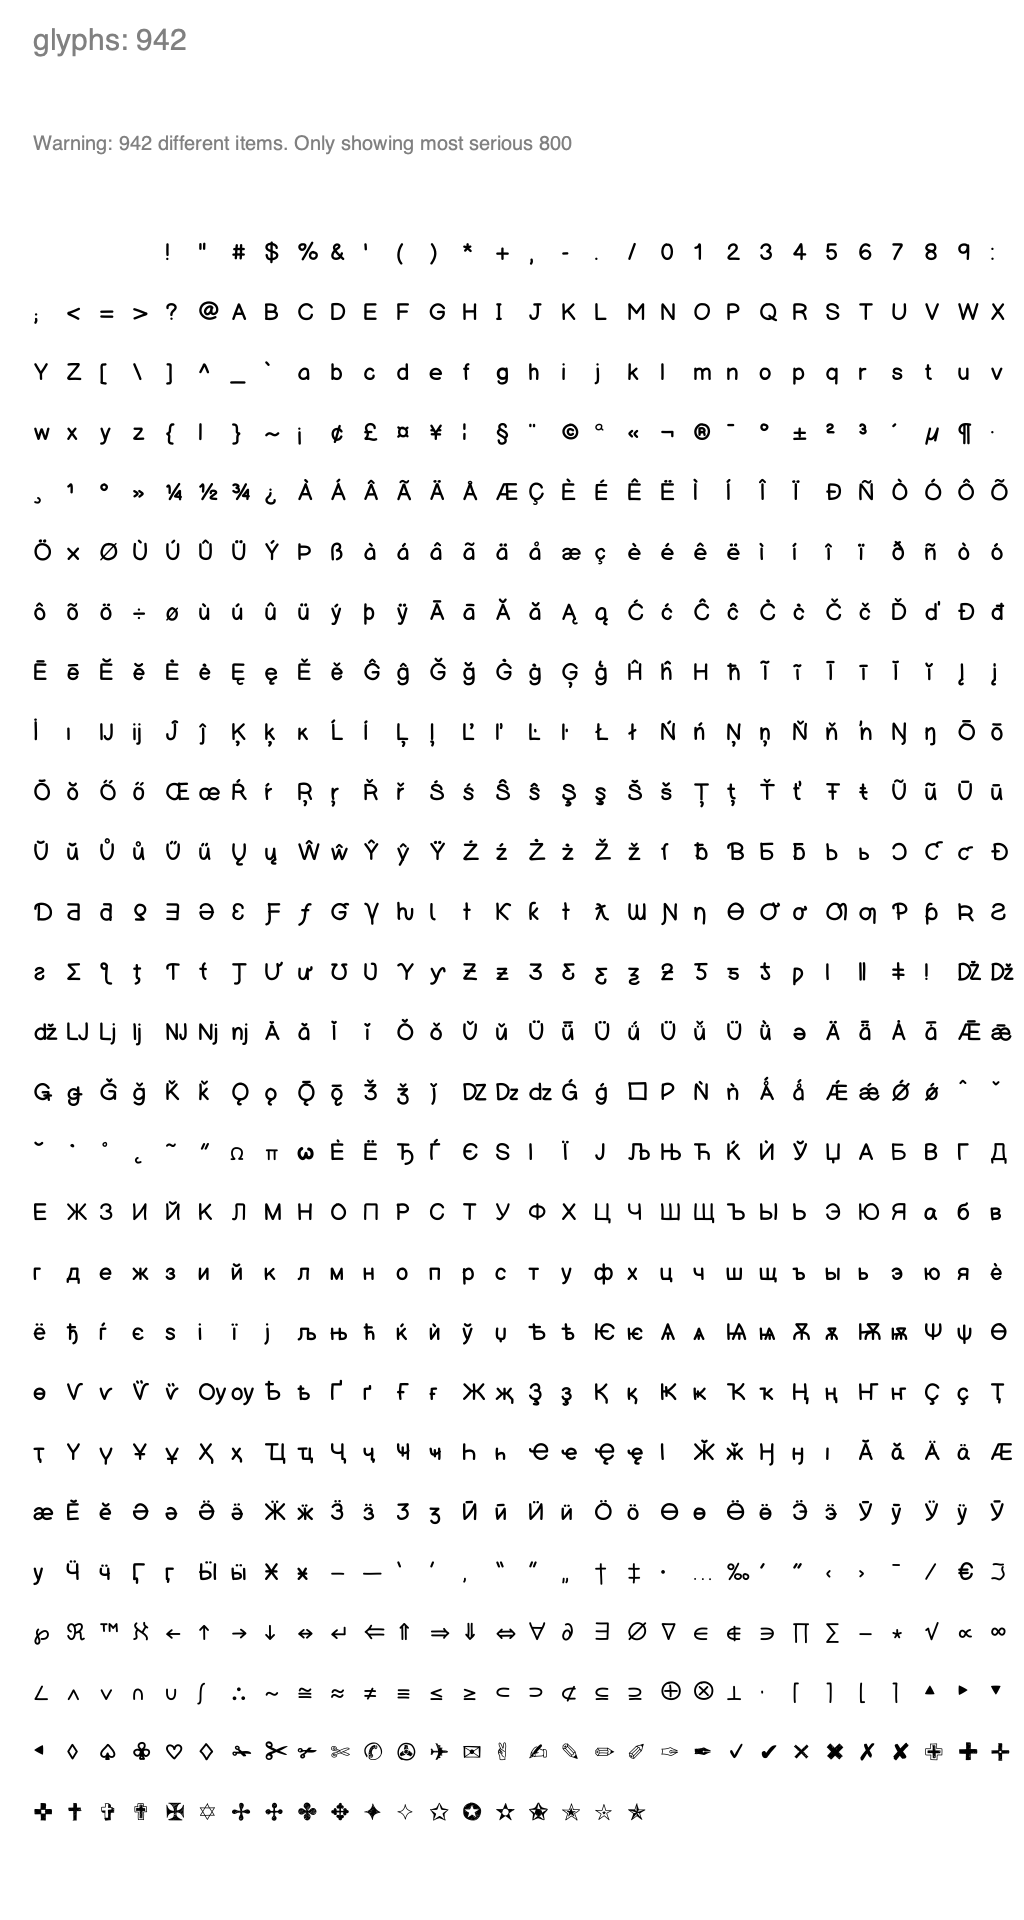 glyphs: 942
Warning: 942 different items. Only showing most serious 800
! " # $ % & ' ( ) * + , - . / 0 1 2 3 4 5 6 7 8 9 :
; < = > ? @ A B C D E F G H I J K L M N O P Q R S T U V W X
Y Z [ \ ] ^ _ ` a b c d e f g h i j k l m n o p q r s t u v
w x y z { | } ~ ¡ ¢ £ ¤ ¥ ¦ § ¨ © ª « ¬ ® ¯ ° ± ² ³ ´ µ ¶ ·
¸ ¹ º » ¼ ½ ¾ ¿ À Á Â Ã Ä Å Æ Ç È É Ê Ë Ì Í Î Ï Ð Ñ Ò Ó Ô Õ
Ö × Ø Ù Ú Û Ü Ý Þ ß à á â ã ä å æ ç è é ê ë ì í î ï ð ñ ò ó
ô õ ö ÷ ø ù ú û ü ý þ ÿ Ā ā Ă ă Ą ą Ć ć Ĉ ĉ Ċ ċ Č č Ď ď Đ đ
Ē ē Ĕ ĕ Ė ė Ę ę Ě ě Ĝ ĝ Ğ ğ Ġ ġ Ģ ģ Ĥ ĥ Ħ ħ Ĩ ĩ Ī ī Ĭ ĭ Į į
İ ı Ĳ ĳ Ĵ ĵ Ķ ķ ĸ Ĺ ĺ Ļ ļ Ľ ľ Ŀ ŀ Ł ł Ń ń Ņ ņ Ň ň ŉ Ŋ ŋ Ō ō
Ŏ ŏ Ő ő Œ œ Ŕ ŕ Ŗ ŗ Ř ř Ś ś Ŝ ŝ Ş ş Š š Ţ ţ Ť ť Ŧ ŧ Ũ ũ Ū ū
Ŭ ŭ Ů ů Ű ű Ų ų Ŵ ŵ Ŷ ŷ Ÿ Ź ź Ż ż Ž ž ſ ƀ Ɓ Ƃ ƃ Ƅ ƅ Ɔ Ƈ ƈ Ɖ
Ɗ Ƌ ƌ ƍ Ǝ Ə Ɛ Ƒ ƒ Ɠ Ɣ ƕ Ɩ Ɨ Ƙ ƙ ƚ ƛ Ɯ Ɲ ƞ Ɵ Ơ ơ Ƣ ƣ Ƥ ƥ Ʀ Ƨ
ƨ Ʃ ƪ ƫ Ƭ ƭ Ʈ Ư ư Ʊ Ʋ Ƴ ƴ Ƶ ƶ Ʒ Ƹ ƹ ƺ ƻ Ƽ ƽ ƾ ƿ ǀ ǁ ǂ ǃ Ǆ ǅ
ǆ Ǉ ǈ ǉ Ǌ ǋ ǌ Ǎ ǎ Ǐ ǐ Ǒ ǒ Ǔ ǔ Ǖ ǖ Ǘ ǘ Ǚ ǚ Ǜ ǜ ǝ Ǟ ǟ Ǡ ǡ Ǣ ǣ
Ǥ ǥ Ǧ ǧ Ǩ ǩ Ǫ ǫ Ǭ ǭ Ǯ ǯ ǰ Ǳ ǲ ǳ Ǵ ǵ □ Ƿ Ǹ ǹ Ǻ ǻ Ǽ ǽ Ǿ ǿ ˆ ˇ
˘ ˙ ˚ ˛ ˜ ˝ Ω π ω Ѐ Ё Ђ Ѓ Є Ѕ І Ї Ј Љ Њ Ћ Ќ Ѝ Ў Џ А Б В Г Д
Е Ж З И Й К Л М Н О П Р С Т У Ф Х Ц Ч Ш Щ Ъ Ы Ь Э Ю Я а б в
г д е ж з и й к л м н о п р с т у ф х ц ч ш щ ъ ы ь э ю я ѐ
ё ђ ѓ є ѕ і ї ј љ њ ћ ќ ѝ ў џ Ѣ ѣ Ѥ ѥ Ѧ ѧ Ѩ ѩ Ѫ ѫ Ѭ ѭ Ѱ ѱ Ѳ
ѳ Ѵ ѵ Ѷ ѷ Ѹ ѹ Ҍ ҍ Ґ ґ Ғ ғ Җ җ Ҙ ҙ Қ қ Ҝ ҝ Ҡ ҡ Ң ң Ҥ ҥ Ҫ ҫ Ҭ
ҭ Ү ү Ұ ұ Ҳ ҳ Ҵ ҵ Ҷ ҷ Ҹ ҹ Һ һ Ҽ ҽ Ҿ ҿ Ӏ Ӂ ӂ Ӈ ӈ ӏ Ӑ ӑ Ӓ ӓ Ӕ
ӕ Ӗ ӗ Ә ә Ӛ ӛ Ӝ ӝ Ӟ ӟ Ӡ ӡ Ӣ ӣ Ӥ ӥ Ӧ ӧ Ө ө Ӫ ӫ Ӭ ӭ Ӯ ӯ Ӱ ӱ Ӳ
у Ӵ ӵ Ӷ ӷ Ӹ ӹ Ӿ ӿ – — ‘ ’ ‚ “ ” „ † ‡ • … ‰ ′ ″ ‹ › ‾ ⁄ € ℑ
℘ ℜ ™ ℵ ← ↑ → ↓ ↔ ↵ ⇐ ⇑ ⇒ ⇓ ⇔ ∀ ∂ ∃ ∅ ∇ ∈ ∉ ∋ ∏ ∑ − ∗ √ ∝ ∞
∠ ∧ ∨ ∩ ∪ ∫ ∴ ∼ ≅ ≈ ≠ ≡ ≤ ≥ ⊂ ⊃ ⊄ ⊆ ⊇ ⊕ ⊗ ⊥ ⋅ ⌈ ⌉ ⌊ ⌉ ▲ ► ▼
◄ ◊ ♤ ♧ ♡ ♢ ✁ ✂ ✃ ✄ ✆ ✇ ✈ ✉ ✌ ✍ ✎ ✏ ✐ ✑ ✒ ✓ ✔ ✕ ✖ ✗ ✘ ✙ ✚ ✛
✜ ✝ ✞ ✟ ✠ ✡ ✢ ✣ ✤ ✥ ✦ ✧ ✩ ✪ ✫ ✬ ✭ ✮ ✯